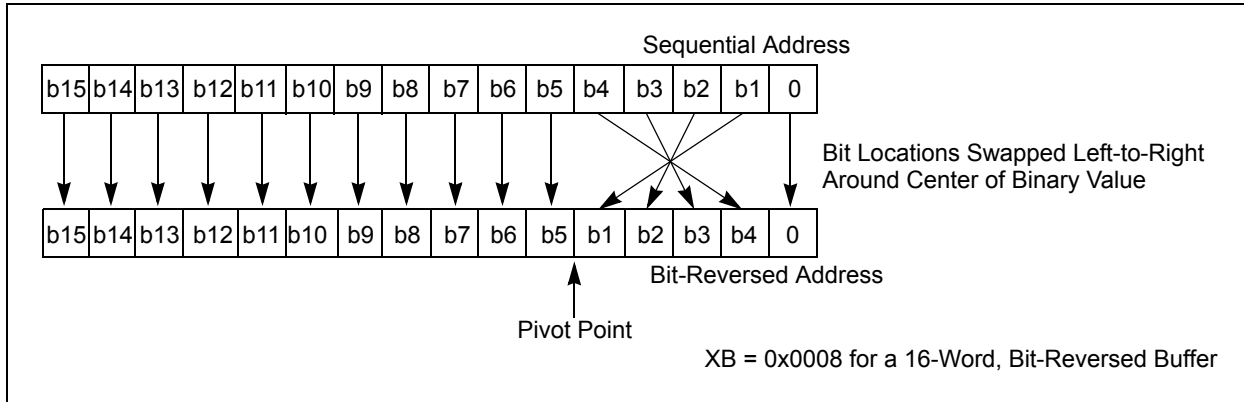 Sequential Address
b15 b14 b13 b12 b11 b10 b9 b8 b7 b6 b5 b4 b3 b2 b1 0
Bit Locations Swapped Left-to-Right
Around Center of Binary Value
b15 b14 b13 b12 b11 b10 b9 b8 b7 b6 b5 b1 b2 b3 b4 0
Bit-Reversed Address
Pivot Point
XB = 0x0008 for a 16-Word, Bit-Reversed Buffer